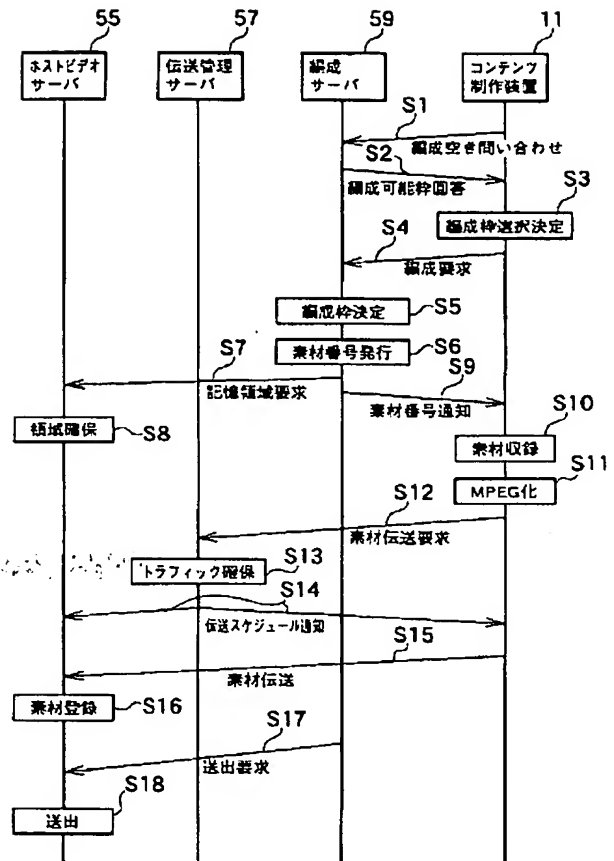 55
57
59
11
ホストビデオ
サーバ
伝送管理
サーバ
編成
サーバ
コンテンツ
制作装置
S1
編成空き問い合わせ
S2
編成可能枠回答
S3
編成枠選択決定
S4
編成要求
編成枠決定
S5
素材番号発行
S6
S7
記憶領域要求
S9
素材番号通知
領域確保
S8
S10
素材収録
S11
MPEG化
S12
素材伝送要求
S13
トラフィック確保
S14
伝送スケジュール通知
S15
素材伝送
素材登録
S16
S17
送出要求
S18
送出